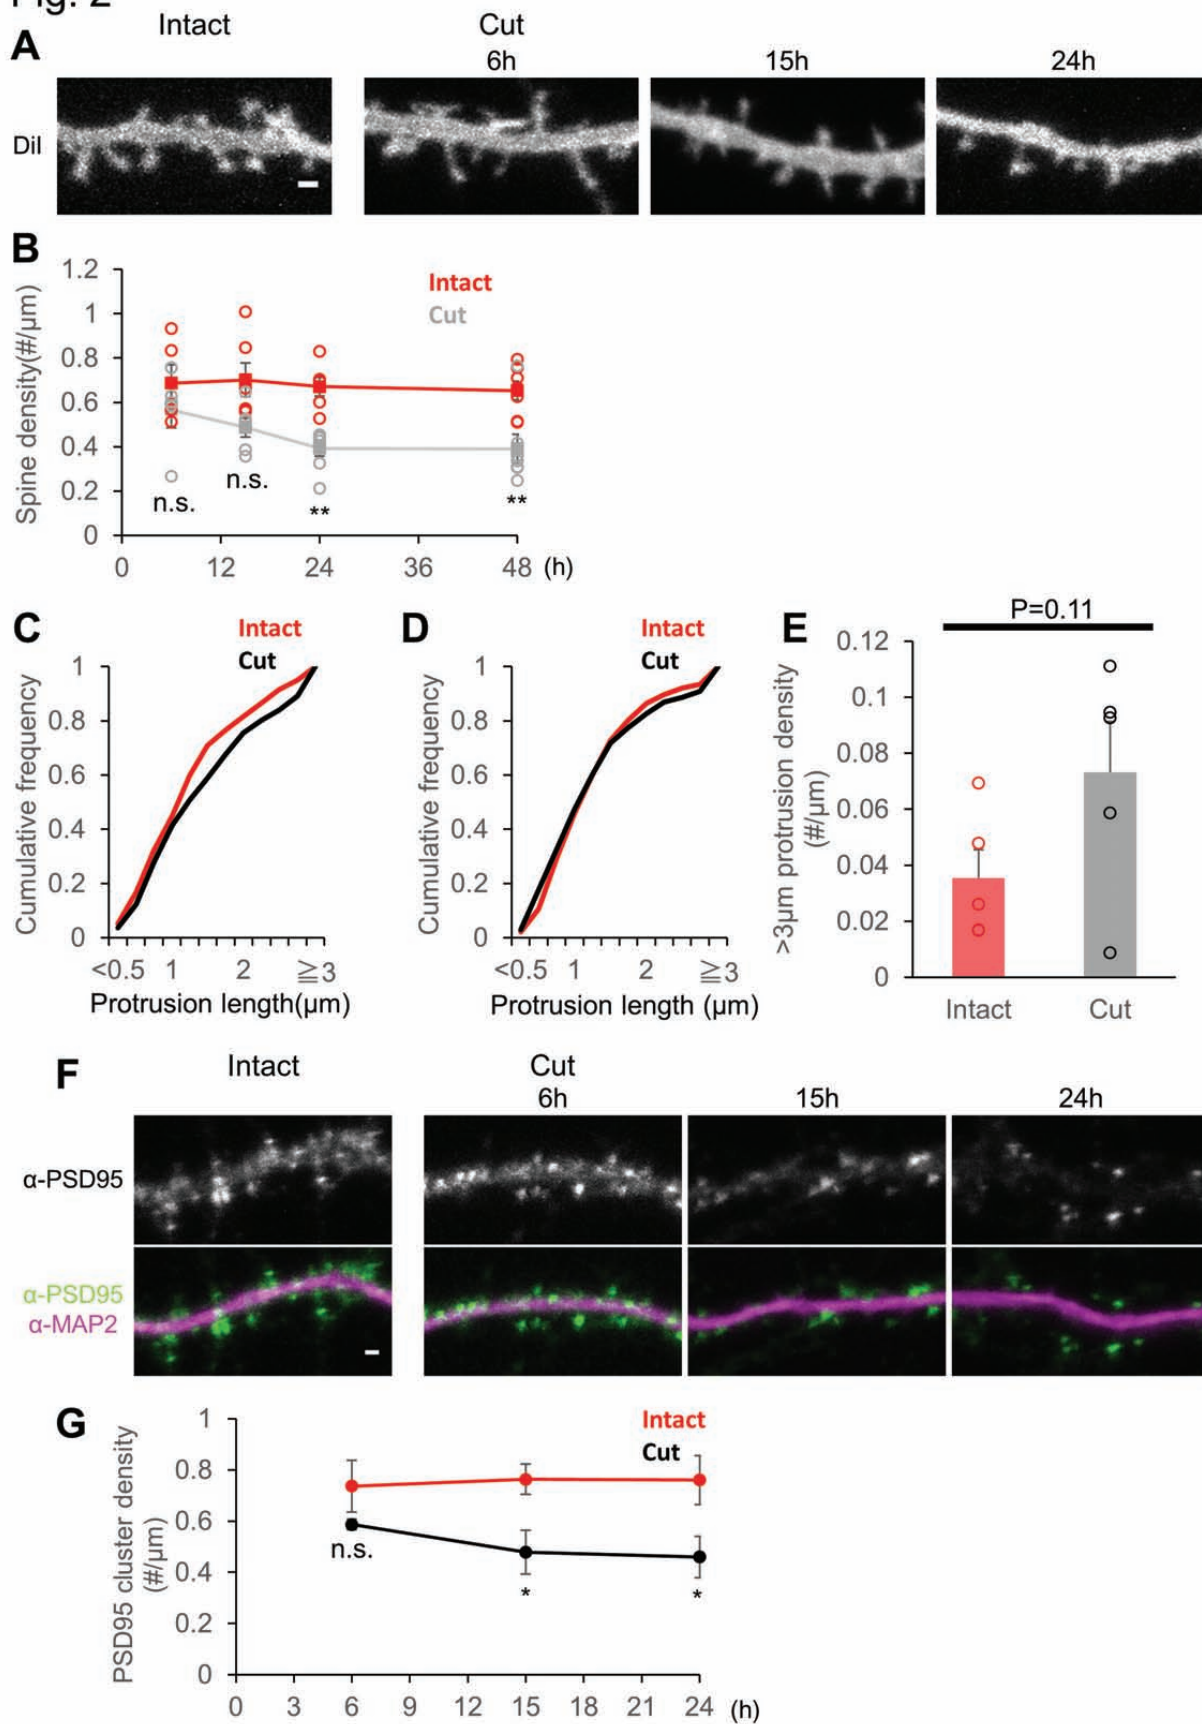 Fig. 2
A
Intact
Cut
6h
15h
24h
DiI
B
Spine density(#/μm)
1.2
1
0.8
0.6
0.4
0.2
0
Intact
Cut
n.s.
n.s.
**
**
0 12 24 36 48 (h)
C
Intact
Cut
Cumulative frequency
1
0.8
0.6
0.4
0.2
0
<0.5 1 2 ≧3
Protrusion length(μm)
D
Intact
Cut
Cumulative frequency
1
0.8
0.6
0.4
0.2
0
<0.5 1 2 ≧3
Protrusion length (μm)
E
P=0.11
>3μm protrusion density
(#/μm)
0.12
0.1
0.08
0.06
0.04
0.02
0
Intact Cut
F
Intact
Cut
6h
15h
24h
α-PSD95
α-PSD95
α-MAP2
G
PSD95 cluster density
(#/μm)
1
0.8
0.6
0.4
0.2
0
Intact
Cut
n.s.
*
*
0 3 6 9 12 15 18 21 24 (h)